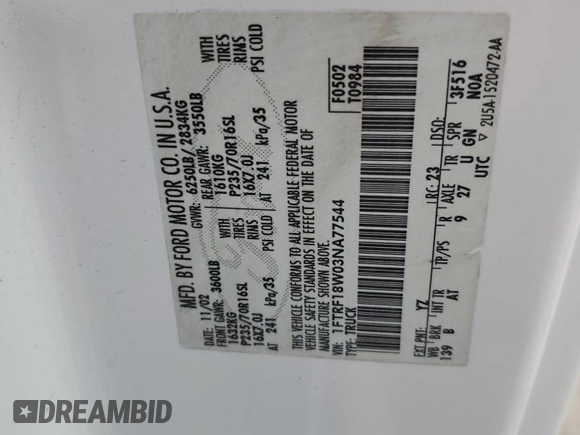 MFD. BY FORD MOTOR CO. IN U.S.A.
11/02 GVWR: 6250LB/ 2834KG
FRONT GAWR: 3600LB REAR GAWR: 3550LB
1632KG 1610KG WITH
P235/70R16SL P235/70R16SL TIRES
16X7.0J 16X7.0J RIMS
AT 241 kPa/35 PSI COLD AT 241 kPa/35 PSI COLD
WITH
TIRES
RIMS
THIS VEHICLE CONFORMS TO ALL APPLICABLE FEDERAL MOTOR
VEHICLE SAFETY STANDARDS IN EFFECT ON THE DATE OF
MANUFACTURE SHOWN ABOVE.
VIN: 1FTRF18W03NA77544
TYPE: TRUCK
F0502
T0984
EXT PNT: YZ RC: 23 DSO:
WB BRK INT TR TP/PS R AXLE TR SPR 3F516
139 B AT 9 27 U GN NOA
UTC ▽ 2U5A-1520472-AA
DREAMBID